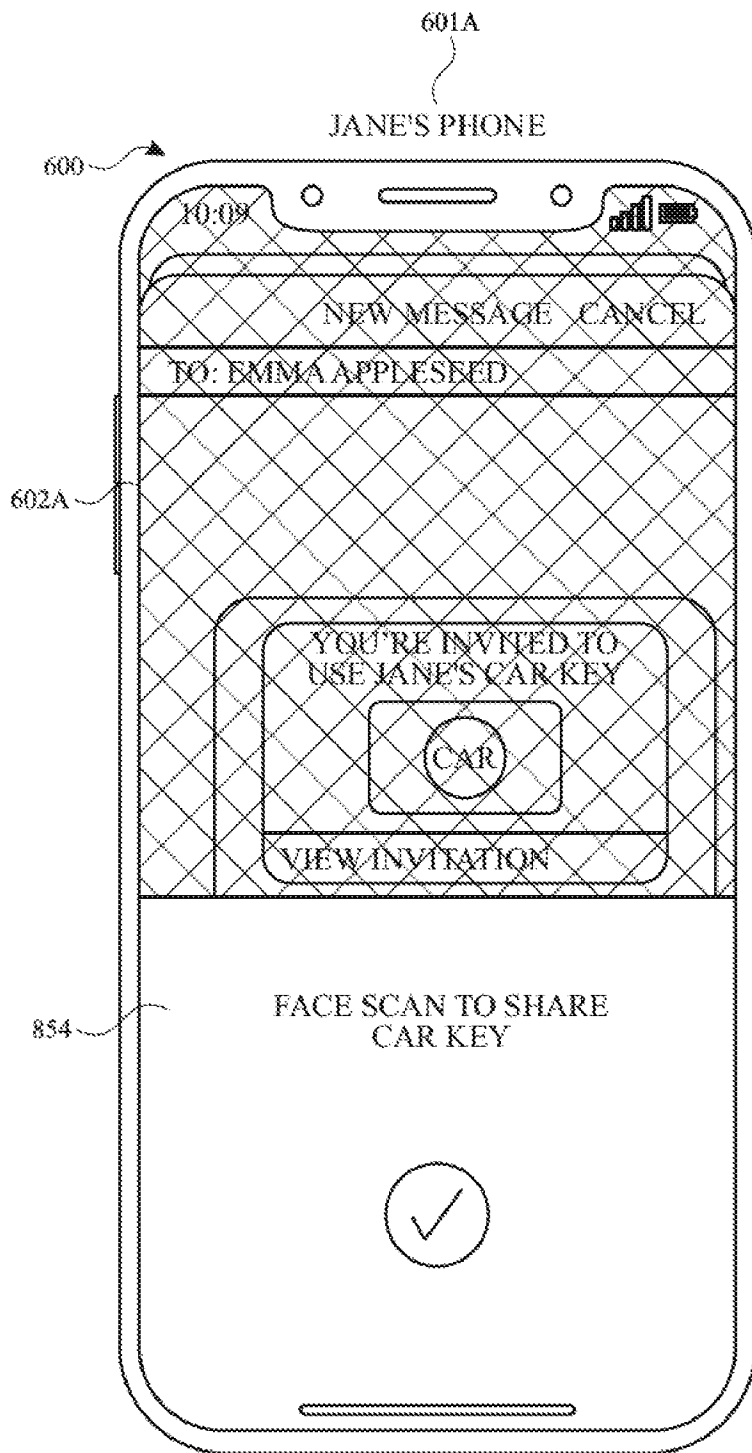 601A
JANE'S PHONE
600
10:09
NEW MESSAGE CANCEL
TO: EMMA APPLESEED
602A
YOU'RE INVITED TO
USE JANE'S CAR KEY
CAR
VIEW INVITATION
854
FACE SCAN TO SHARE
CAR KEY